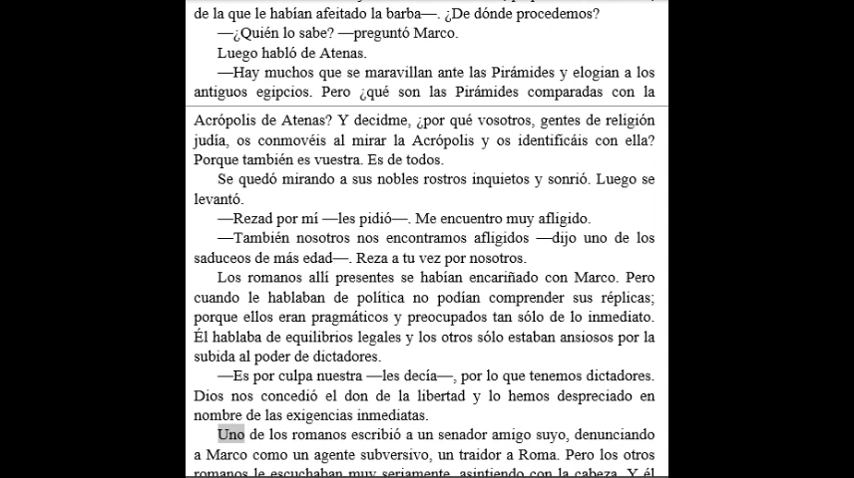 de la que le habían afeitado la barba—. ¿De dónde procedemos?
—¿Quién lo sabe? —preguntó Marco.
Luego habló de Atenas.
—Hay muchos que se maravillan ante las Pirámides y elogian a los
antiguos egipcios. Pero ¿qué son las Pirámides comparadas con la
Acrópolis de Atenas? Y decidme, ¿por qué vosotros, gentes de religión
judía, os conmovéis al mirar la Acrópolis y os identificáis con ella?
Porque también es vuestra. Es de todos.
Se quedó mirando a sus nobles rostros inquietos y sonrió. Luego se
levantó.
—Rezad por mí —les pidió—. Me encuentro muy afligido.
—También nosotros nos encontramos afligidos —dijo uno de los
saduceos de más edad—. Reza a tu vez por nosotros.
Los romanos allí presentes se habían encariñado con Marco. Pero
cuando le hablaban de política no podían comprender sus réplicas;
porque ellos eran pragmáticos y preocupados tan sólo de lo inmediato.
Él hablaba de equilibrios legales y los otros sólo estaban ansiosos por la
subida al poder de dictadores.
—Es por culpa nuestra —les decía—, por lo que tenemos dictadores.
Dios nos concedió el don de la libertad y lo hemos despreciado en
nombre de las exigencias inmediatas.
Uno de los romanos escribió a un senador amigo suyo, denunciando
a Marco como un agente subversivo, un traidor a Roma. Pero los otros
romanos le escuchaban muy seriamente, asintiendo con la cabeza. Y él